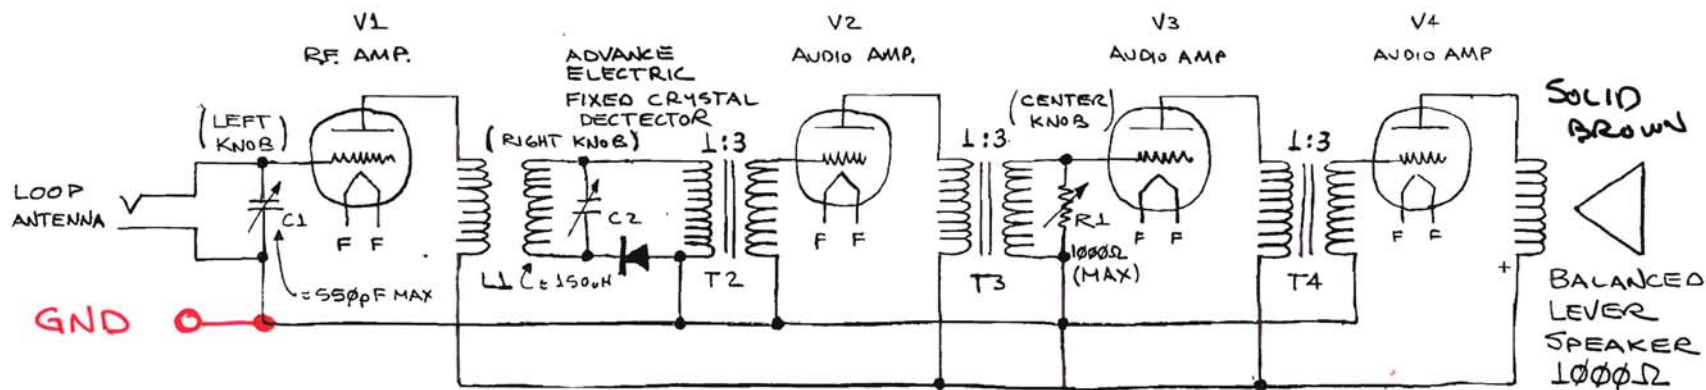 V1
R.F. AMP.
V2
AUDIO AMP.
V3
AUDIO AMP
V4
AUDIO AMP
ADVANCE
ELECTRIC
FIXED CRYSTAL
DECTECTOR
(LEFT
KNOB)
(RIGHT KNOB)
1:3
1:3
(CENTER
KNOB)
1:3
SOLID
BROWN
LOOP
ANTENNA
C1
F F
C2
F F
R1
F F
F F
≈550pF MAX
L1
≈150uH
T2
T3
1000Ω
(MAX)
T4
+
BALANCED
LEVER
SPEAKER
1000Ω
GND